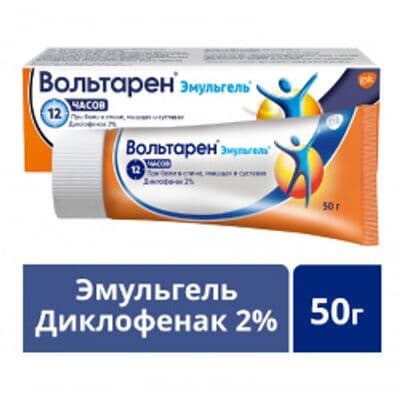 Вольтарен® Эмульгель®
12 ЧАСОВ
При боли в спине, мышцах и суставах
Диклофенак 2%
gsk
Вольтарен® Эмульгель®
12 ЧАСОВ
При боли в спине, мышцах и суставах
Диклофенак 2%
50 г
Эмульгель
Диклофенак 2%
50г